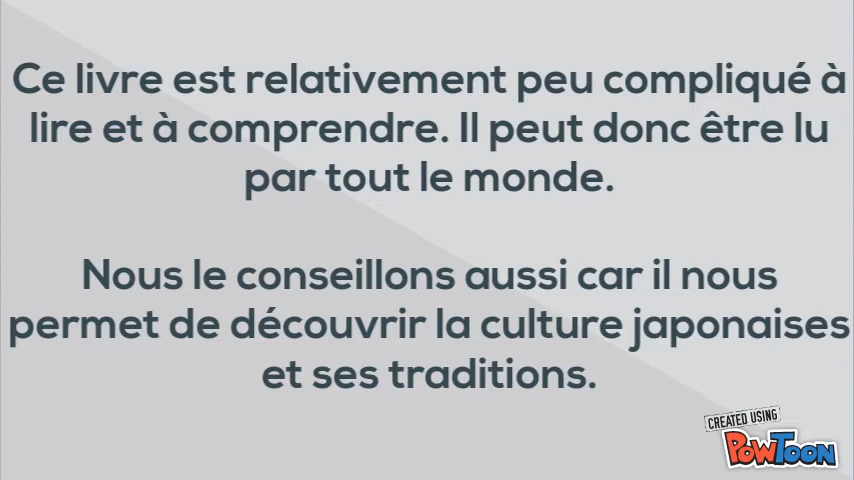 Ce livre est relativement peu compliqué à
lire et à comprendre. Il peut donc être lu
par tout le monde.
Nous le conseillons aussi car il nous
permet de découvrir la culture japonaises
et ses traditions.
CREATED USING
POWTOON